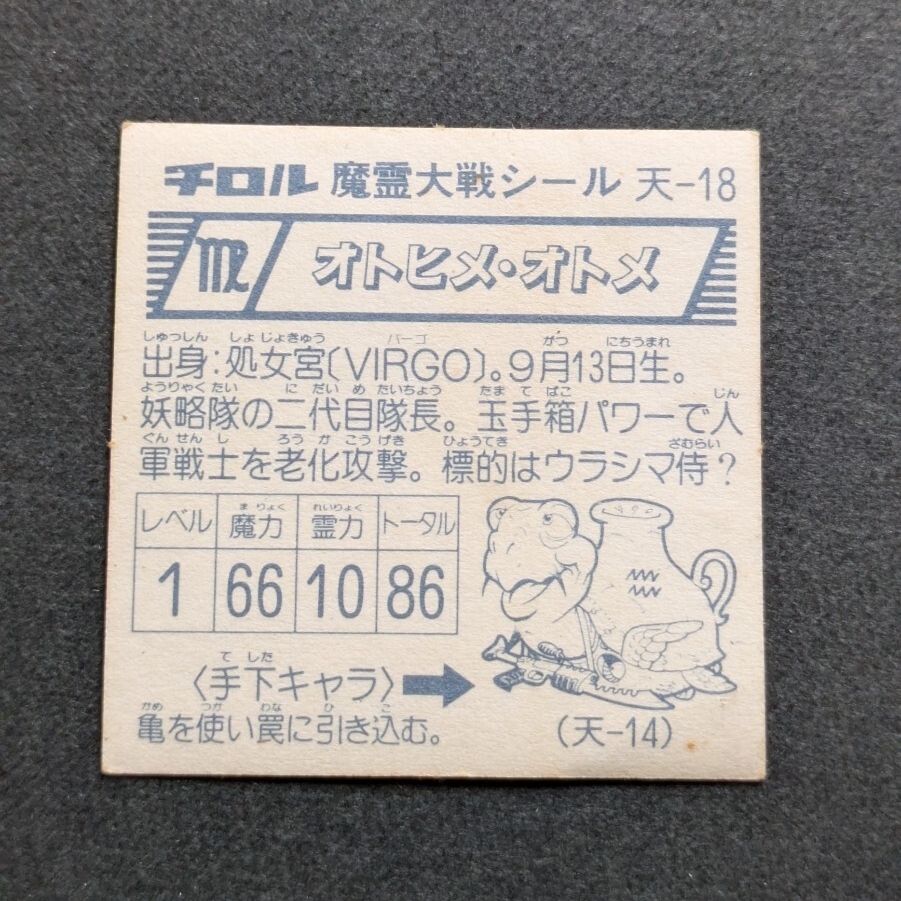 チロル 魔霊大戦シール 天-18
♍ オトヒメ・オトメ
しゅっしん しょじょきゅう バーゴ がつ にちうまれ
出身:処女宮(VIRGO)。9月13日生。
ようりゃくたい に だい め たいちょう たま て ばこ じん
妖略隊の二代目隊長。玉手箱パワーで人
ぐん せん し ろう か こう げき ひょうてき ざむらい
軍戦士を老化攻撃。標的はウラシマ侍?
まりょく れいりょく
レベル 魔力 霊力 トータル
1 66 10 86
て した
〈手下キャラ〉
かめ つか わな ひ こ
亀を使い罠に引き込む。
(天-14)